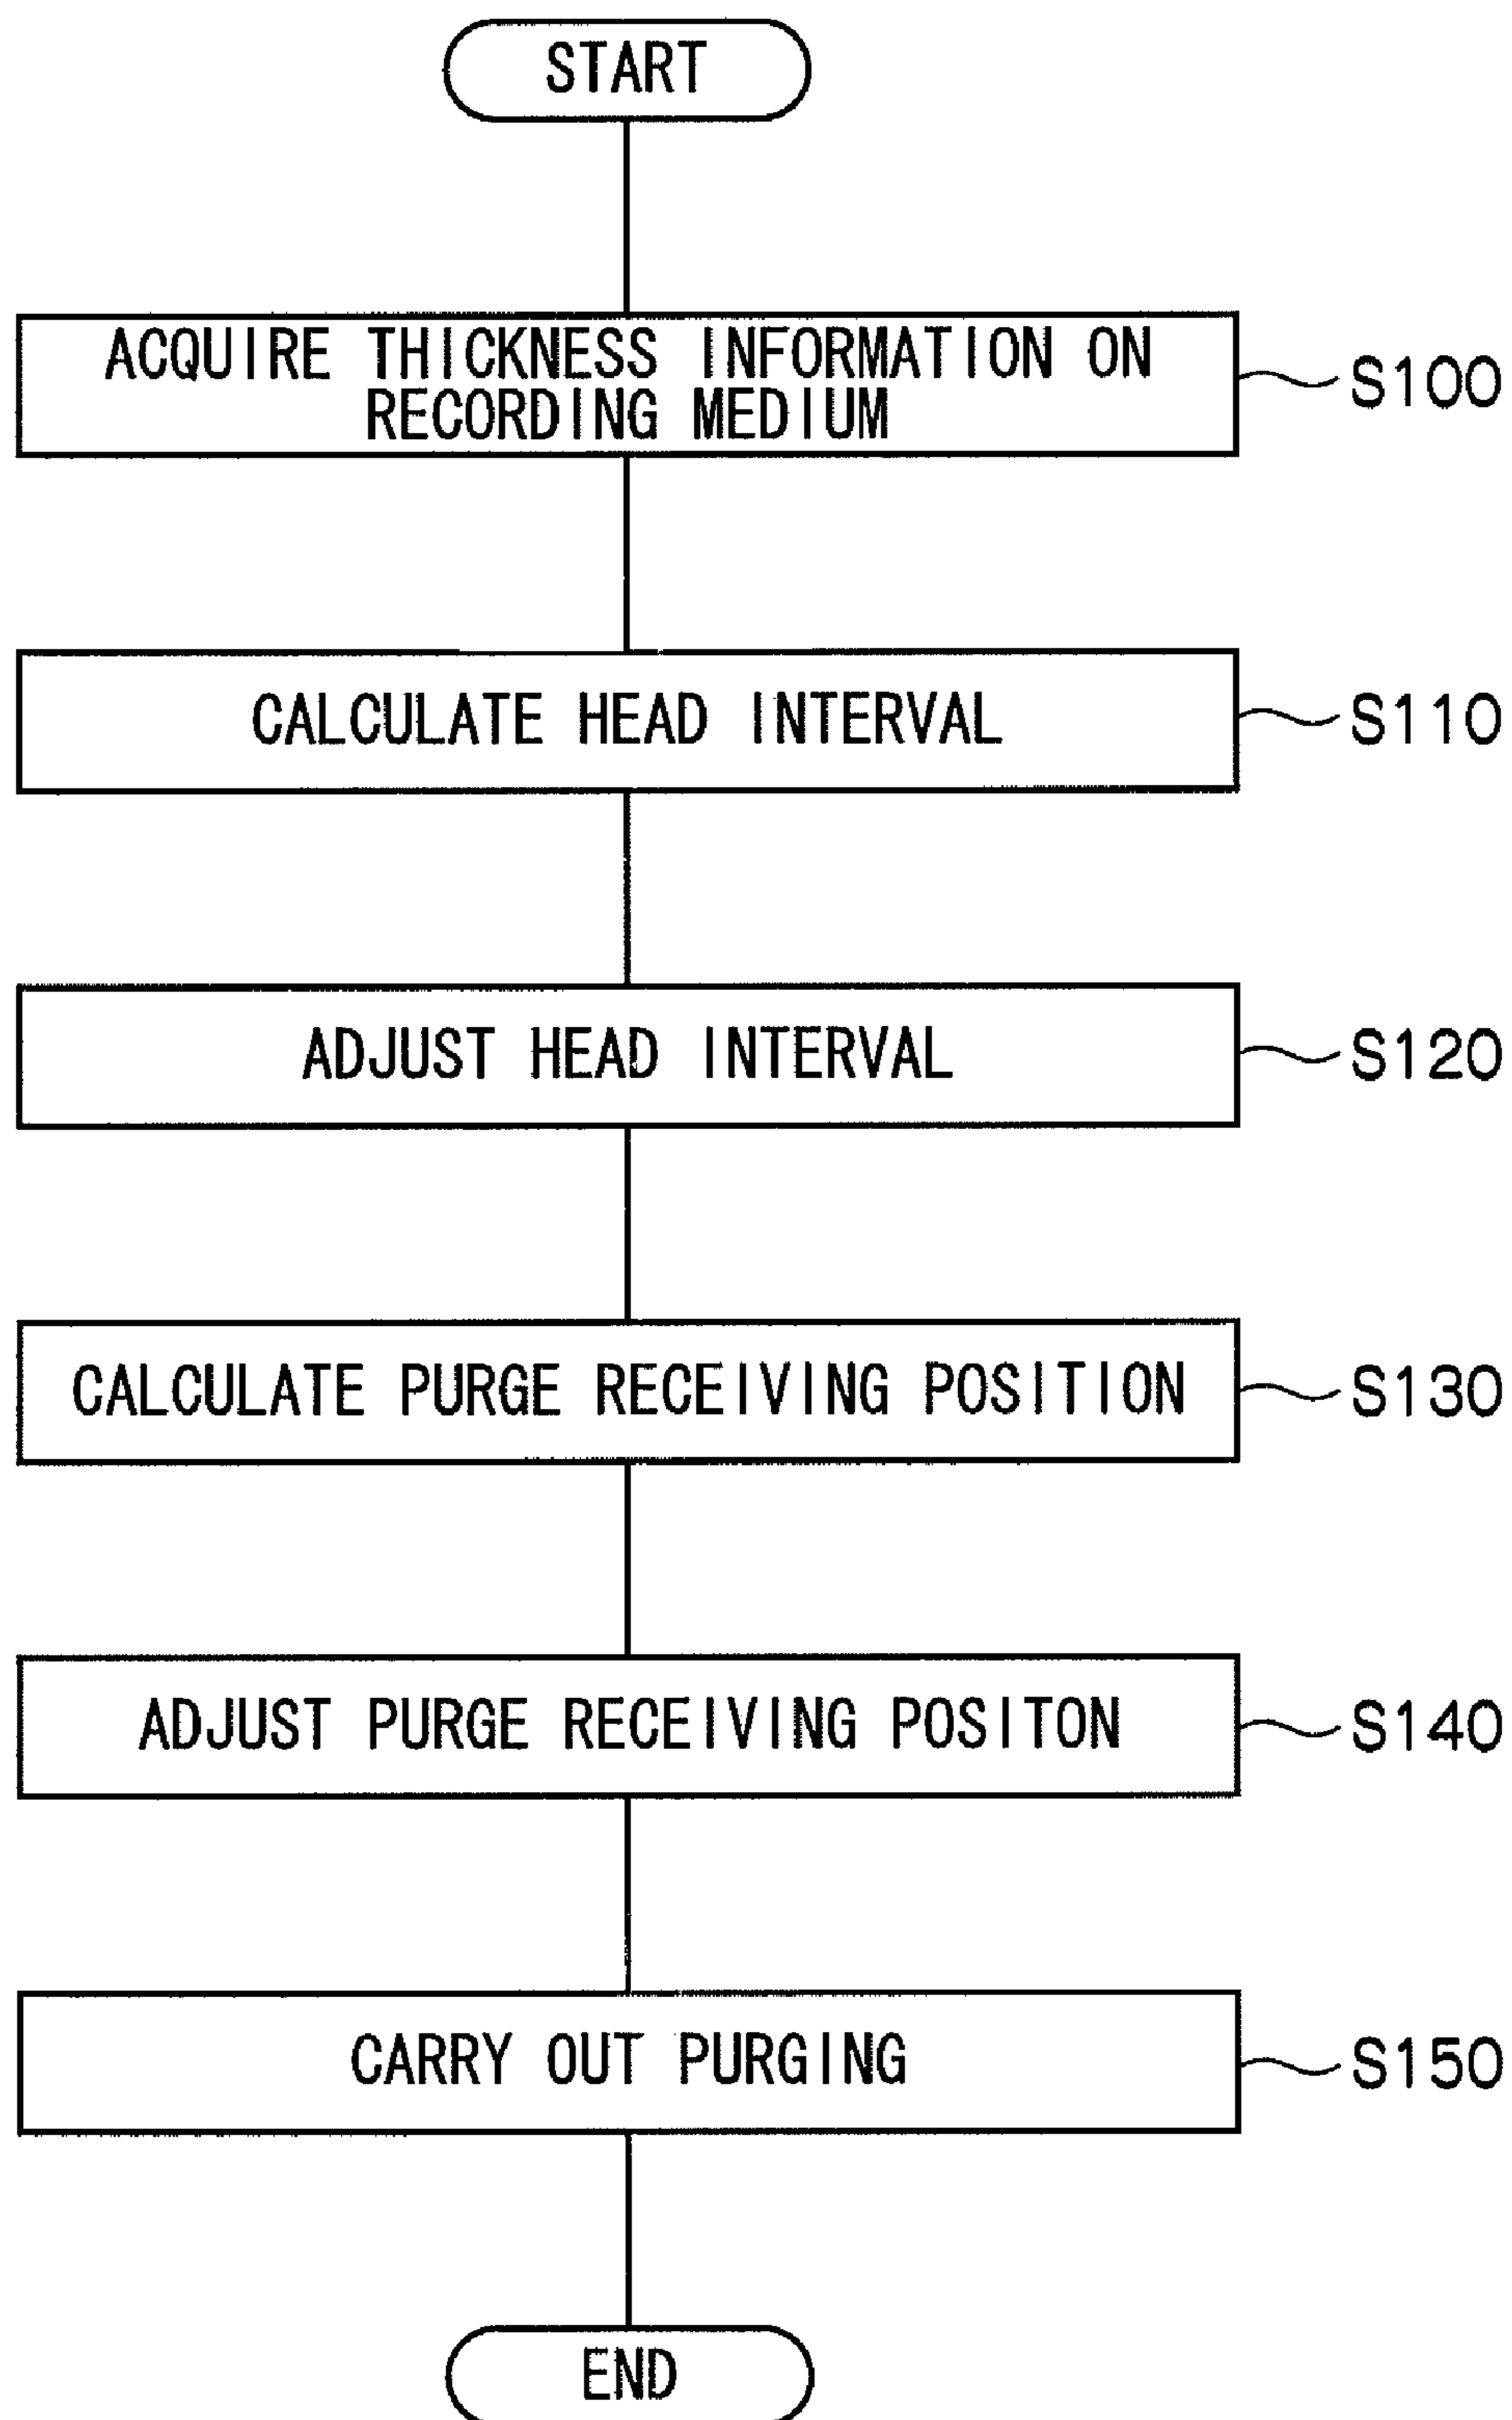 START
ACQUIRE THICKNESS INFORMATION ON
RECORDING MEDIUM
S100
CALCULATE HEAD INTERVAL
S110
ADJUST HEAD INTERVAL
S120
CALCULATE PURGE RECEIVING POSITION
S130
ADJUST PURGE RECEIVING POSITON
S140
CARRY OUT PURGING
S150
END